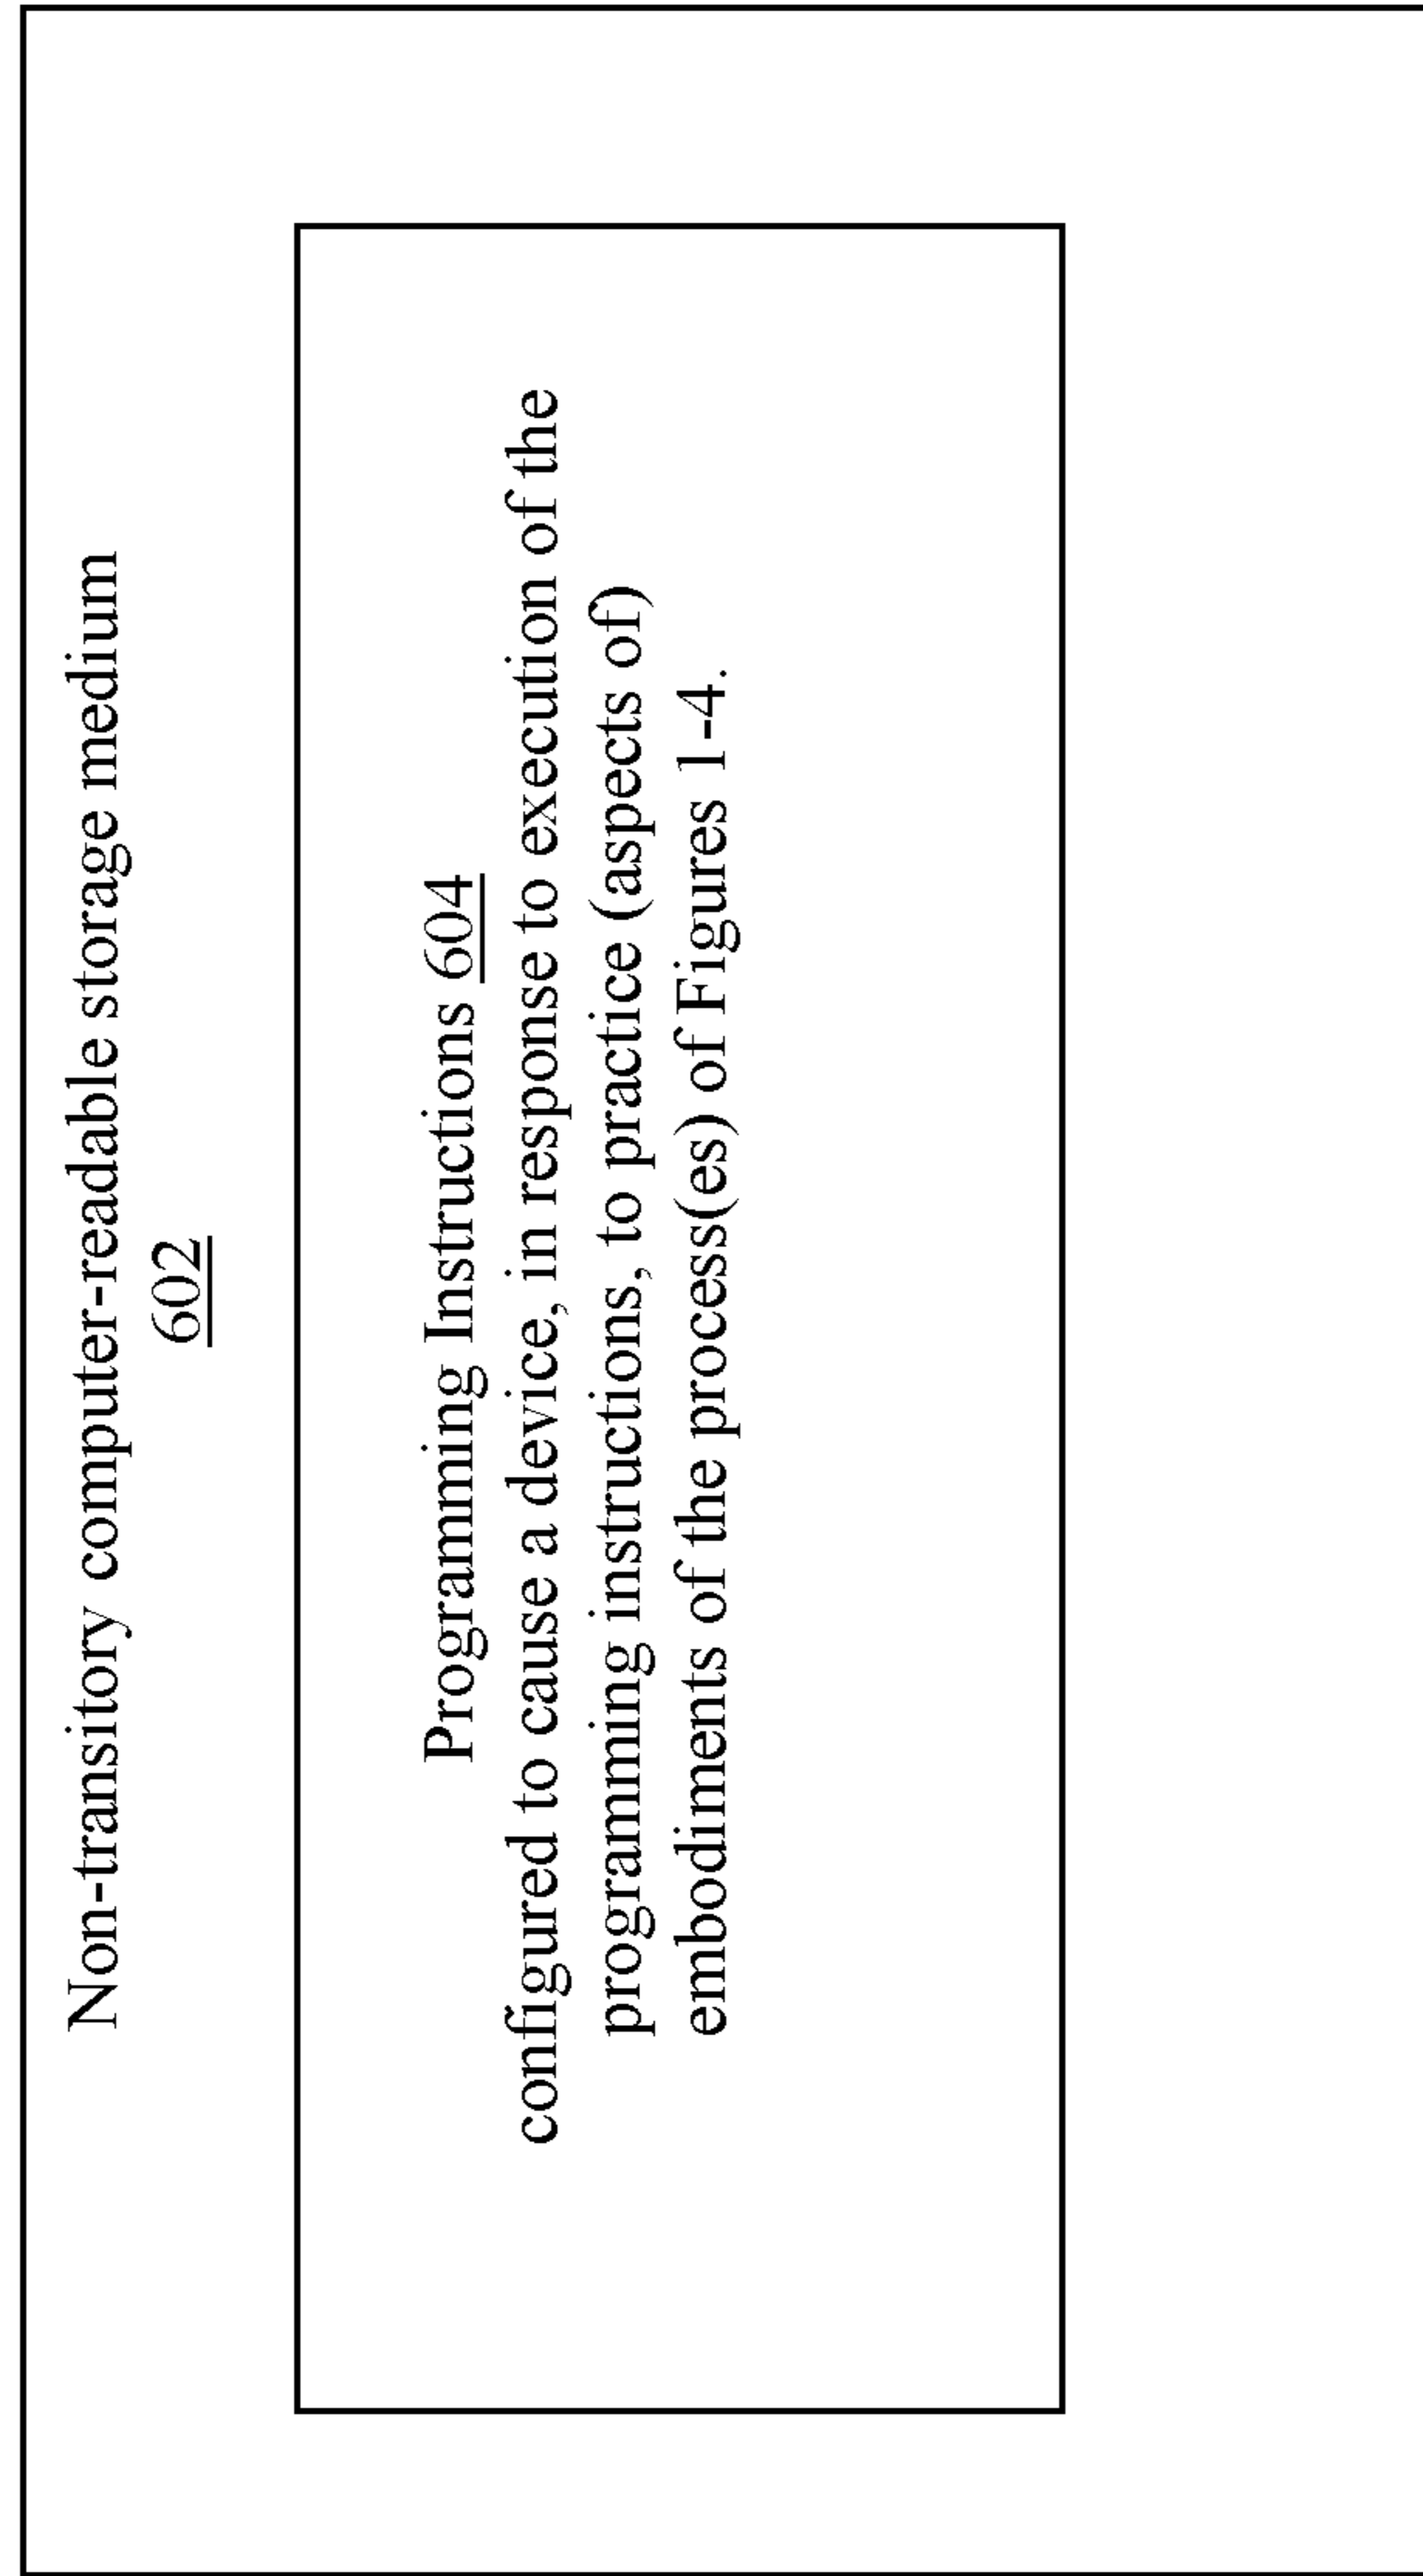 Non-transitory computer-readable storage medium
602
Programming Instructions 604
configured to cause a device, in response to execution of the
programming instructions, to practice (aspects of)
embodiments of the process(es) of Figures 1-4.